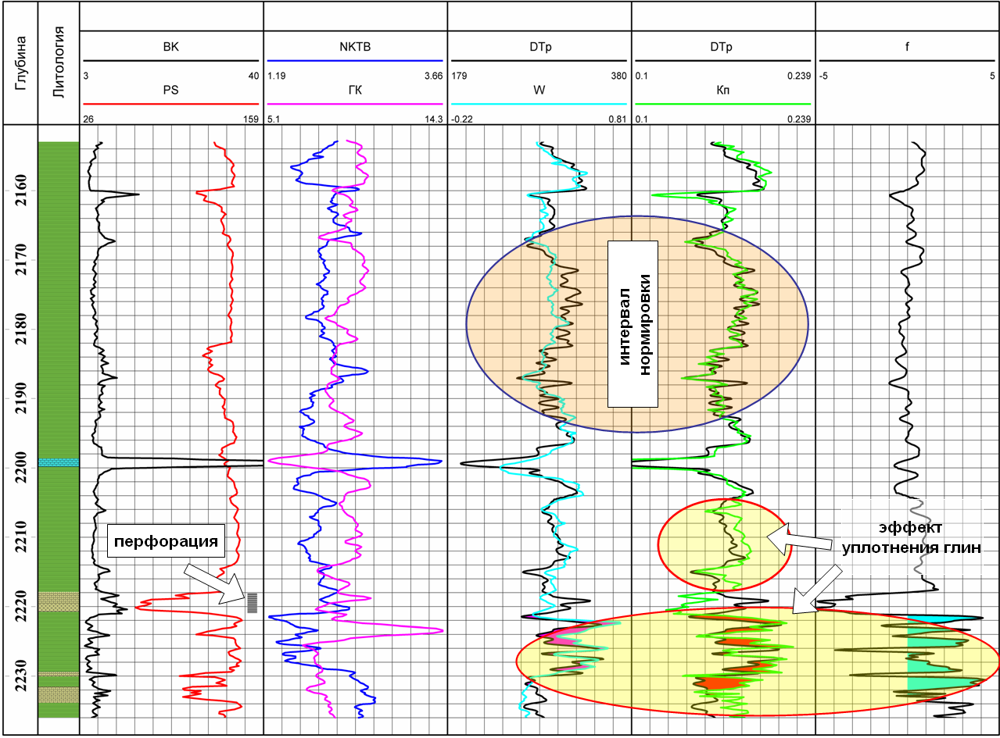 Глубина
Литология
ВК
3 40
PS
26 159
NKTB
1.19 3.66
ГК
5.1 14.3
DTp
179 380
W
-0.22 0.81
DTp
0.1 0.239
Кп
0.1 0.239
f
-5 5
2160
2170
2180
2190
2200
2210
2220
2230
интервал
нормировки
перфорация
эффект
уплотнения глин